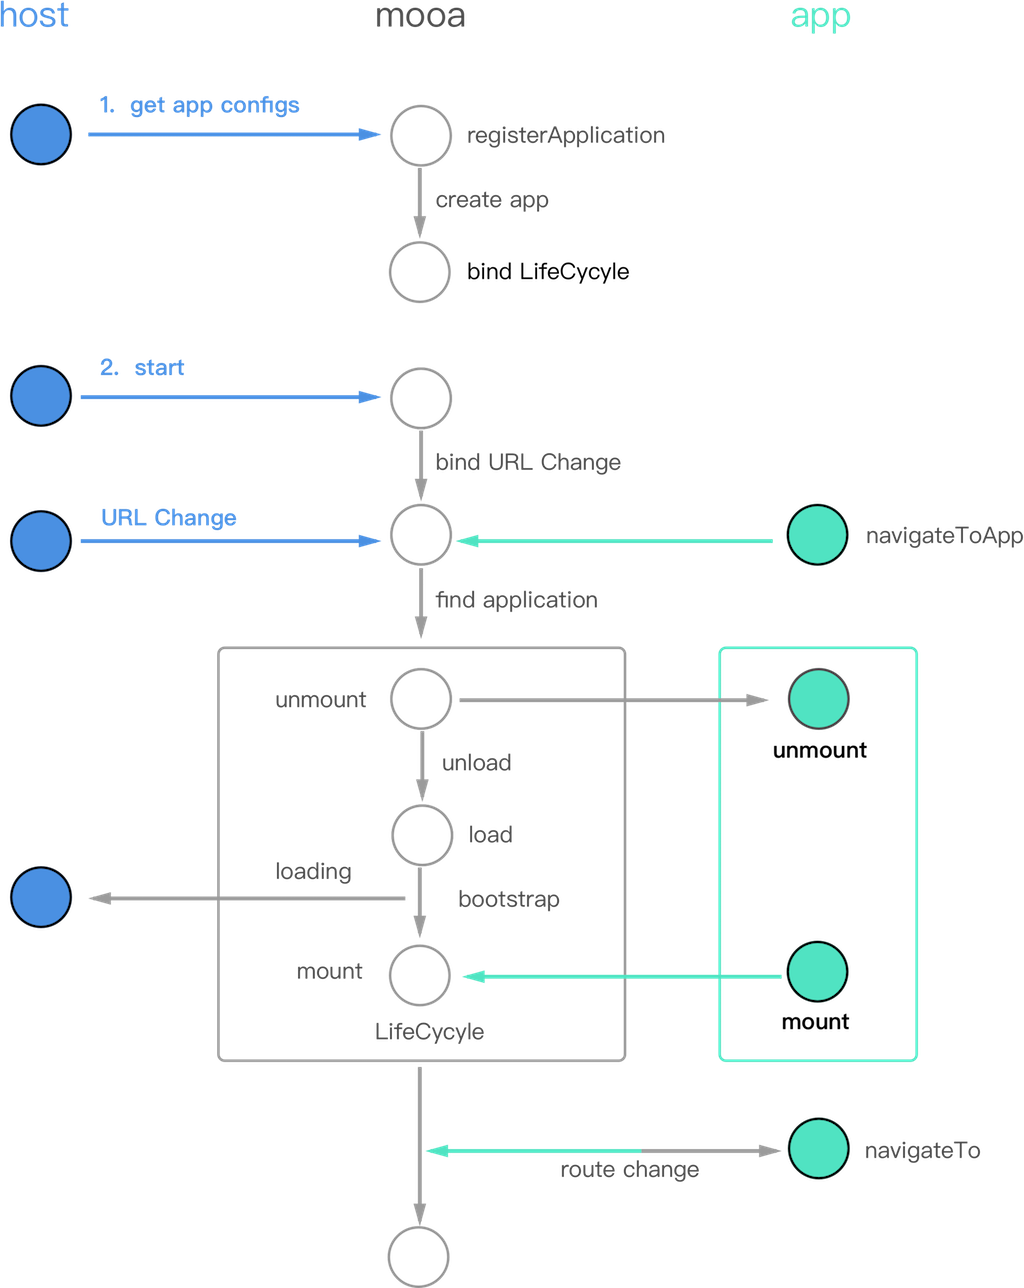 host
mooa
app
1. get app configs
registerApplication
create app
bind LifeCycyle
2. start
bind URL Change
URL Change
navigateToApp
find application
unmount
unmount
unload
load
loading
bootstrap
mount
mount
LifeCycyle
navigateTo
route change